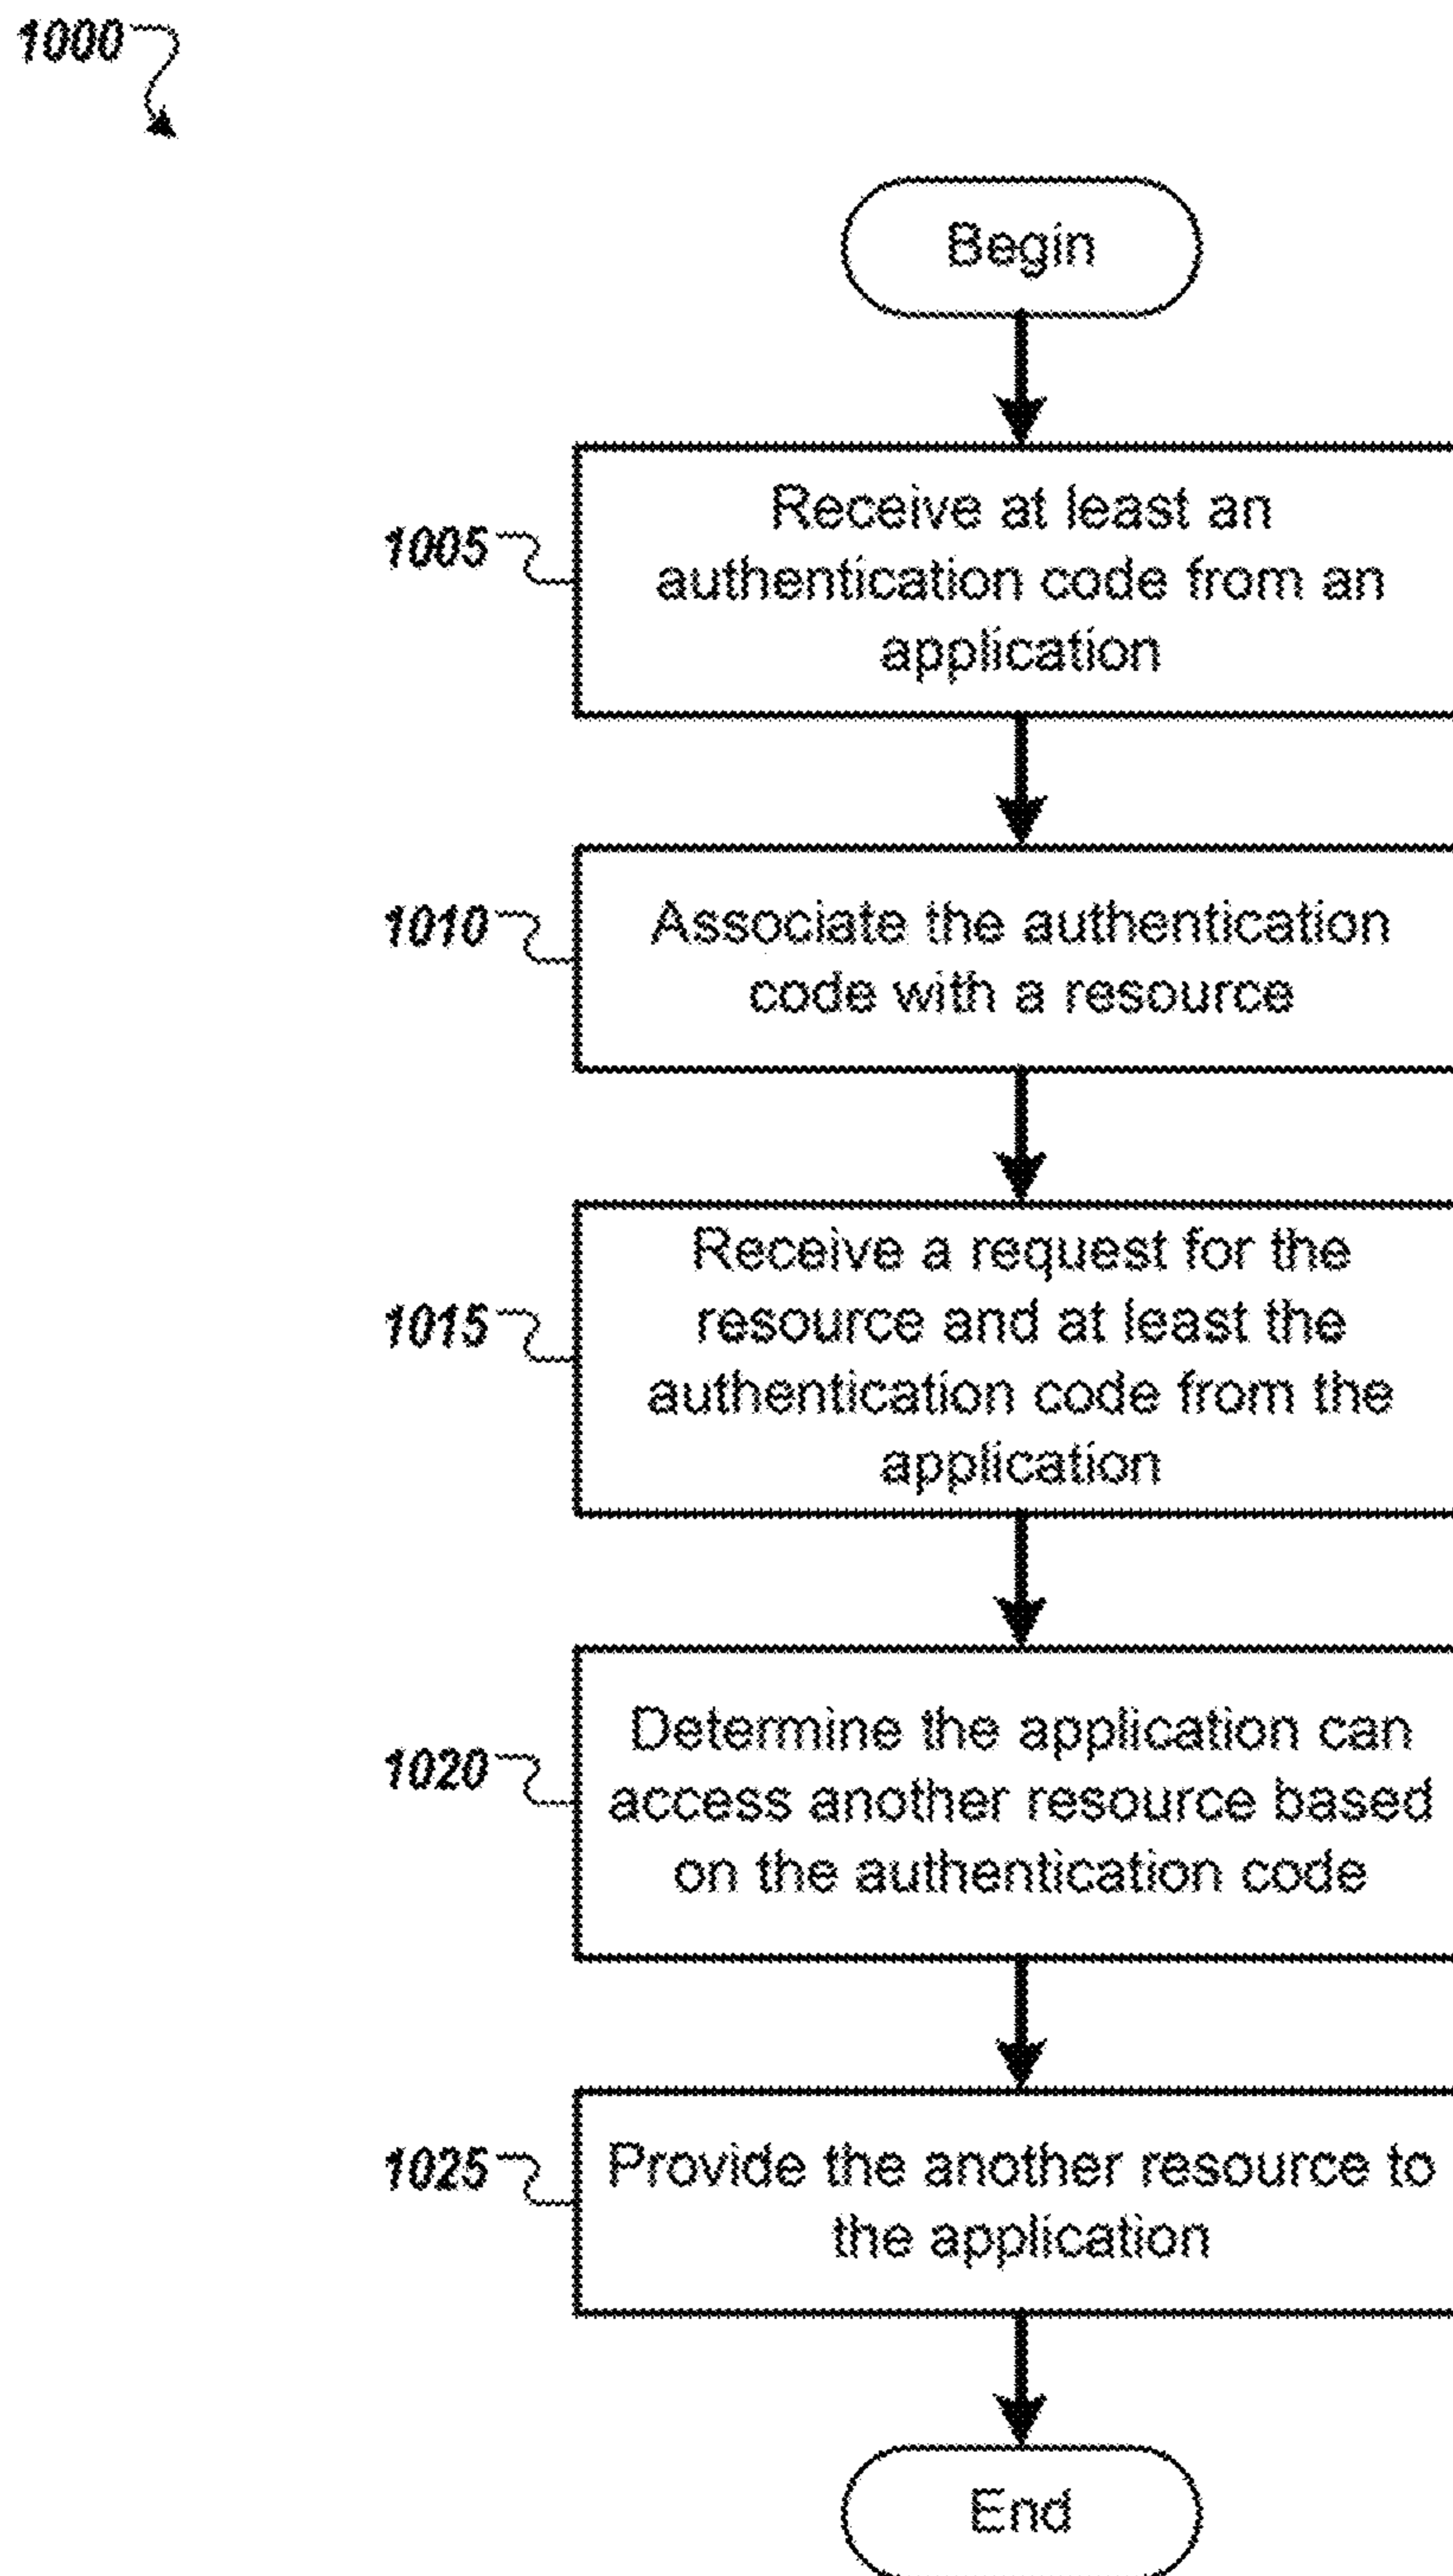 1000
Begin
1005
Receive at least an
authentication code from an
application
1010
Associate the authentication
code with a resource
1015
Receive a request for the
resource and at least the
authentication code from the
application
1020
Determine the application can
access another resource based
on the authentication code
1025
Provide the another resource to
the application
End